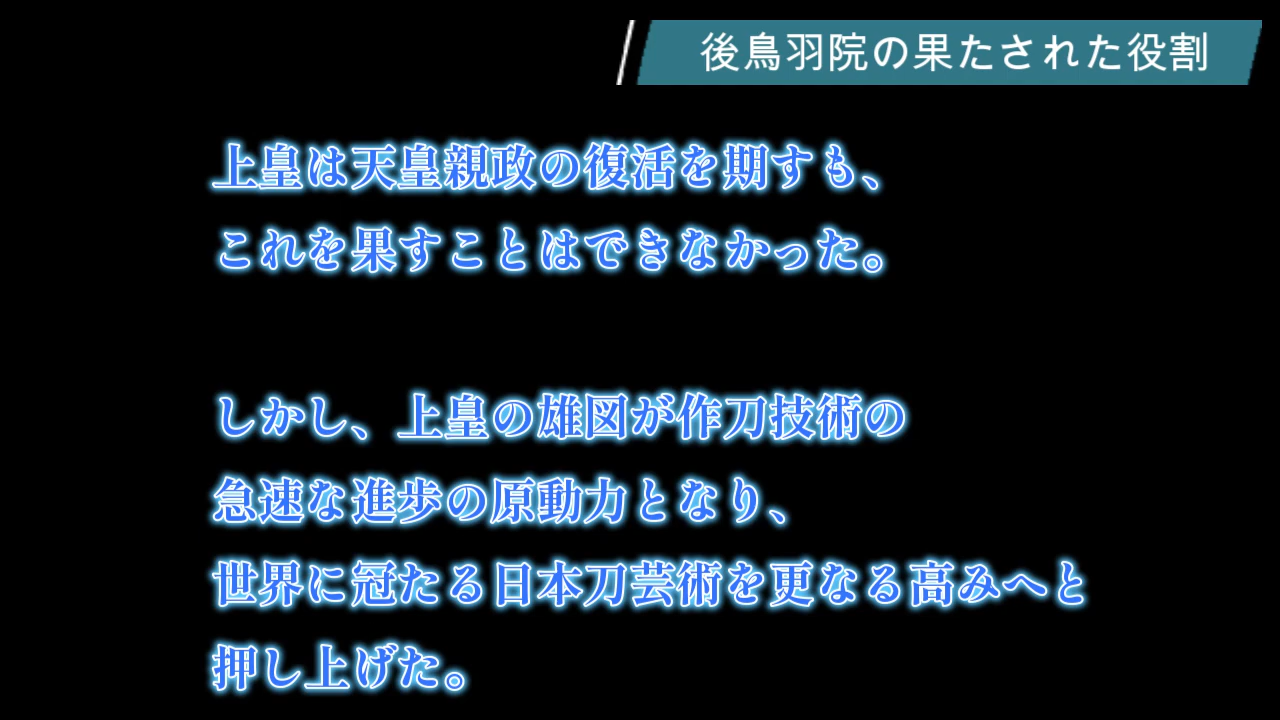 後鳥羽院の果たされた役割
上皇は天皇親政の復活を期すも、
これを果すことはできなかった。
しかし、上皇の雄図が作刀技術の
急速な進歩の原動力となり、
世界に冠たる日本刀芸術を更なる高みへと
押し上げた。